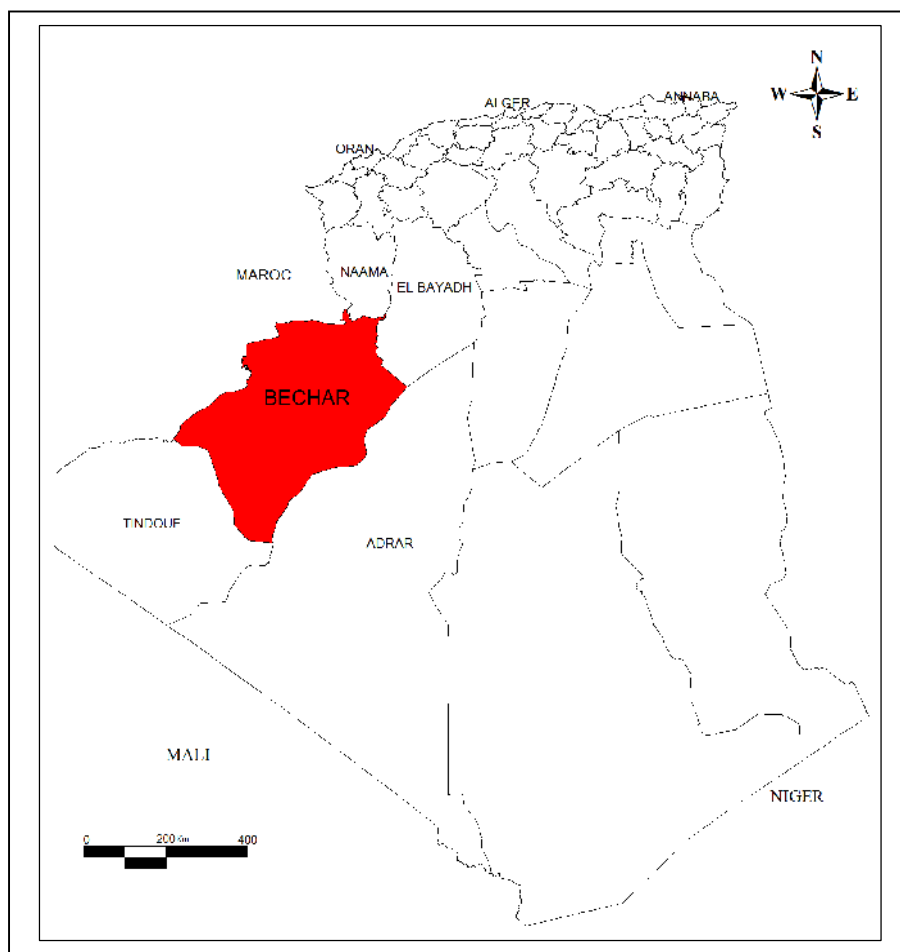 N
W E
S
ALGER
ANNABA
ORAN
MAROC
NAAMA
EL BAYADH
BECHAR
TINDOUF
ADRAR
MALI
NIGER
0 200 Km 400